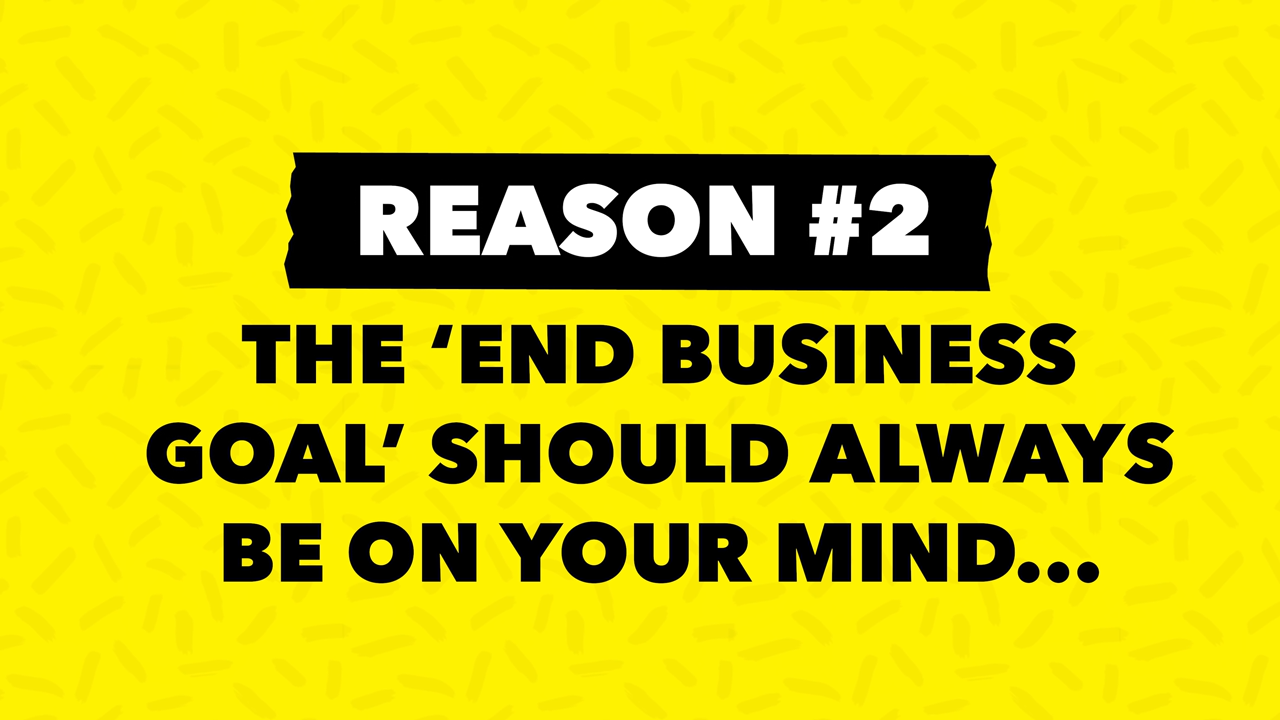 REASON #2
THE ‘END BUSINESS
GOAL’ SHOULD ALWAYS
BE ON YOUR MIND...